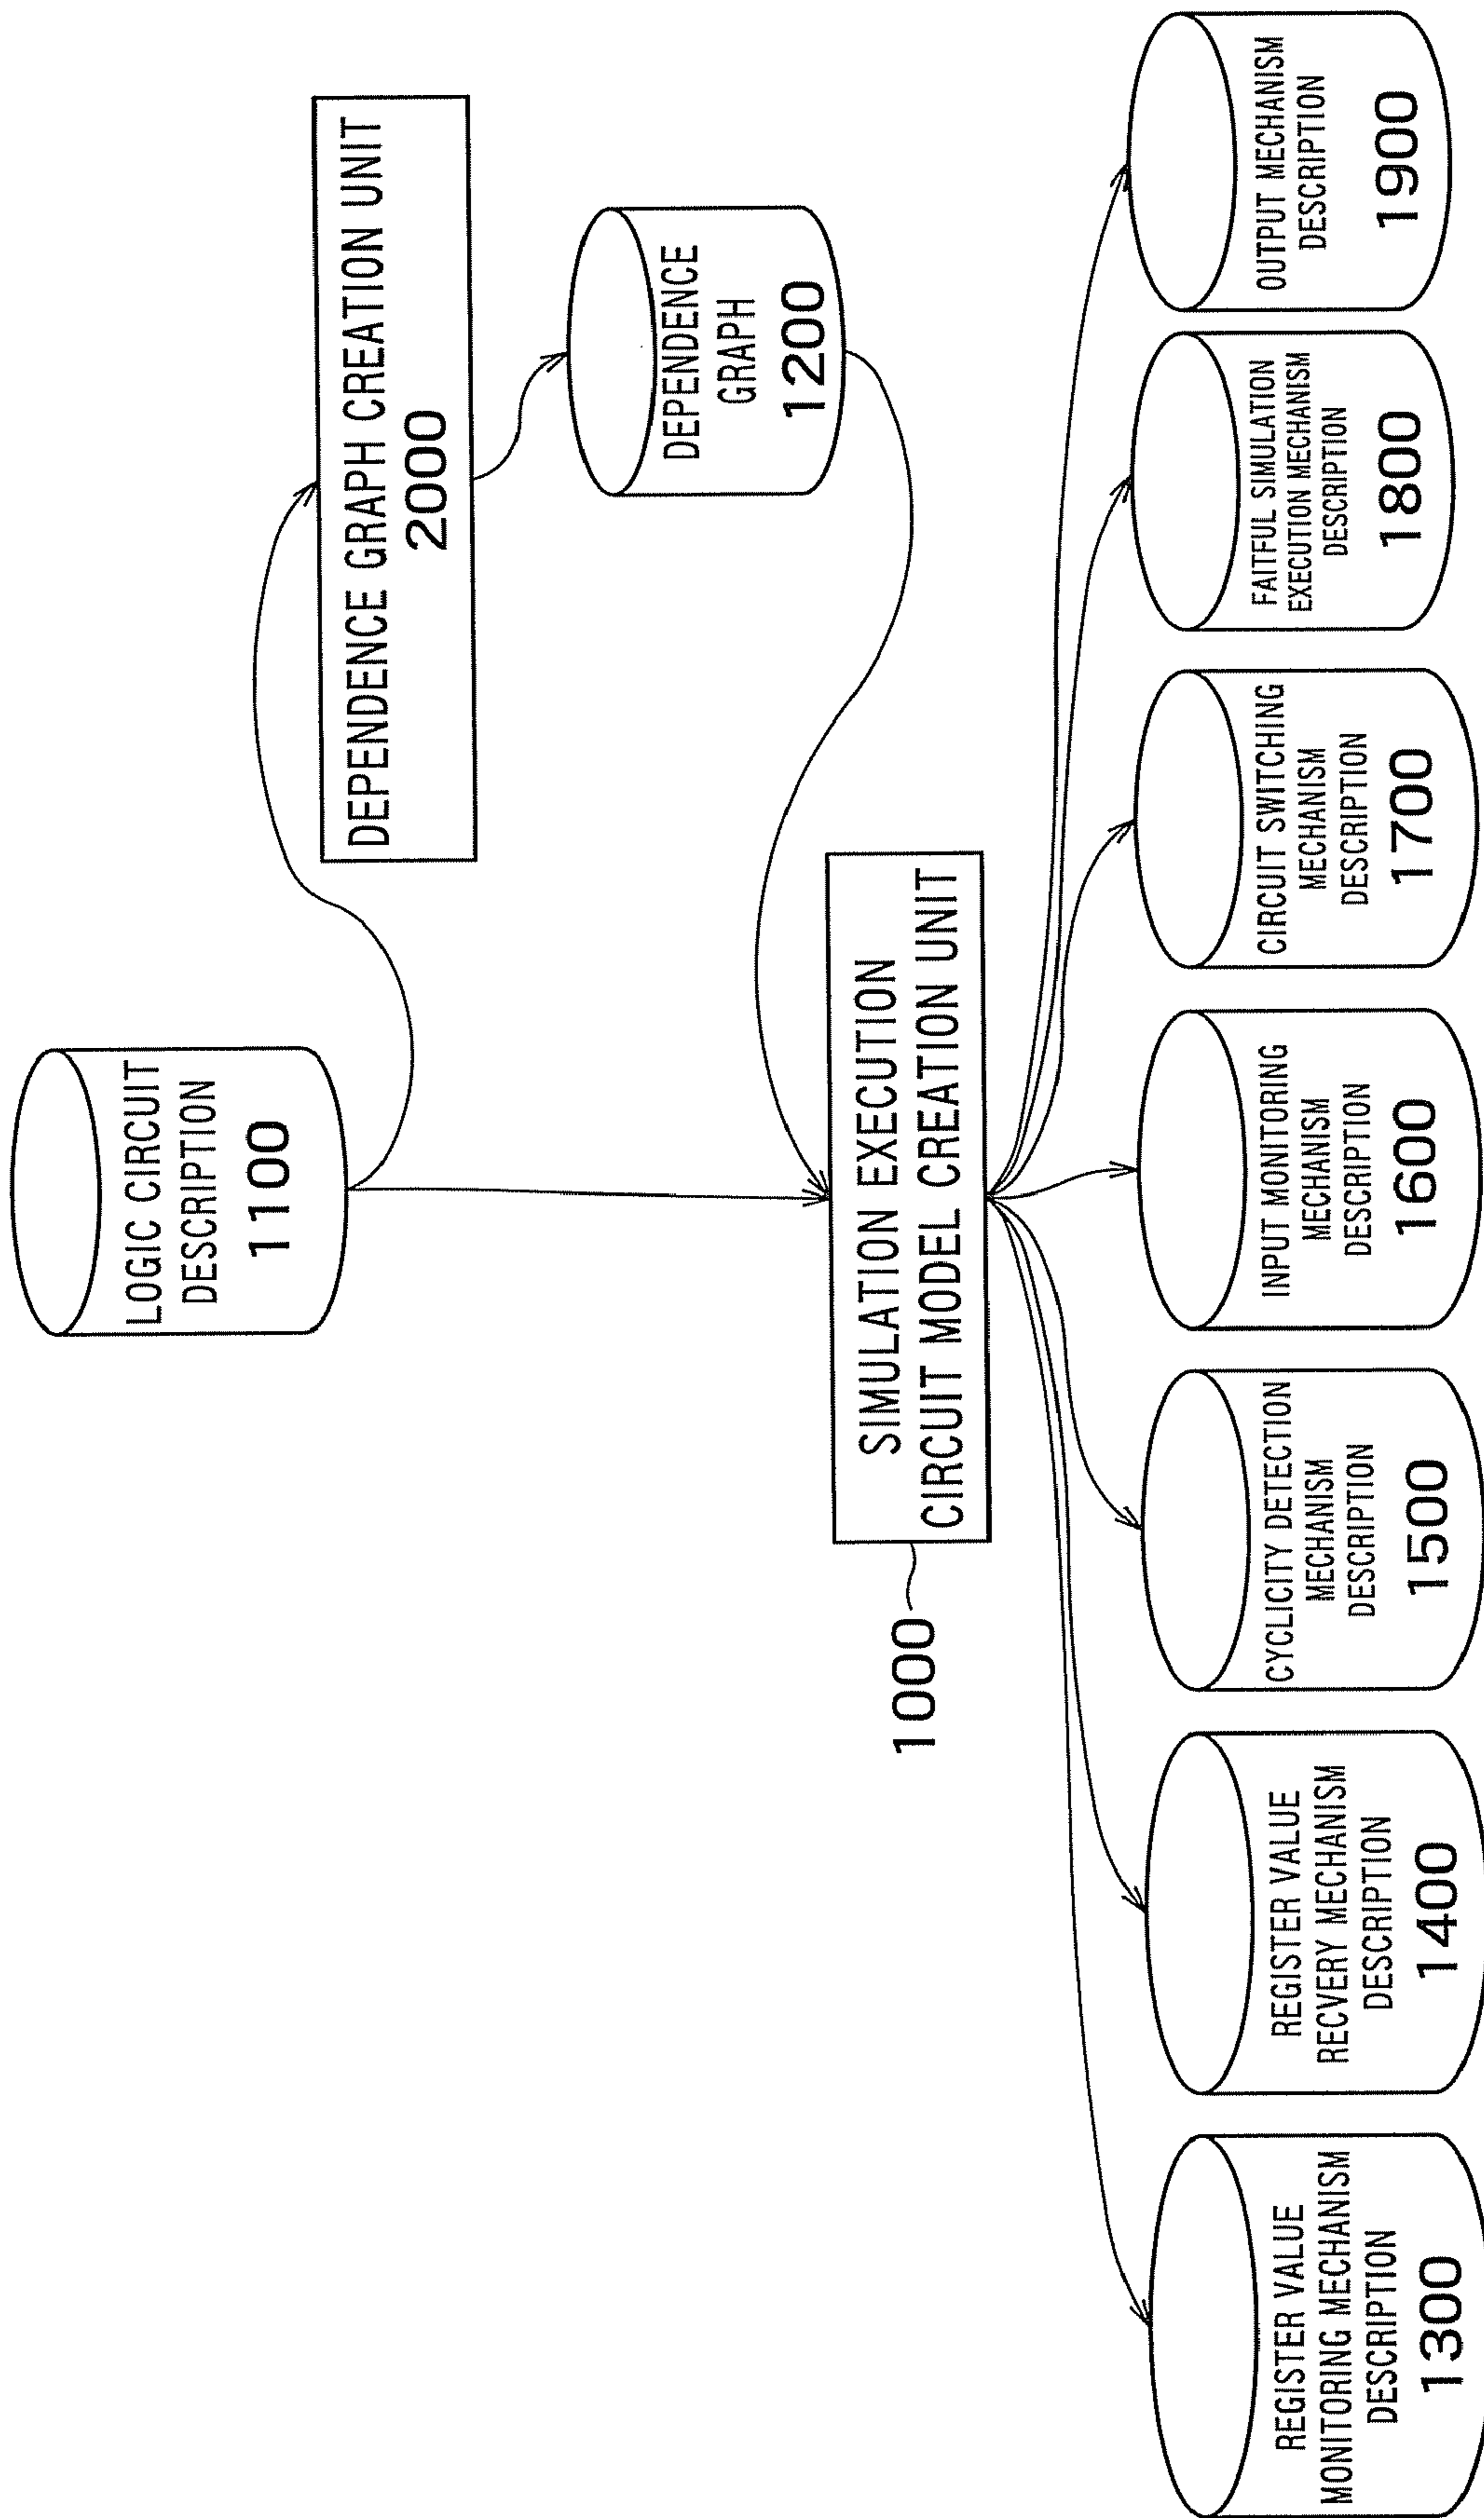 LOGIC CIRCUIT
DESCRIPTION
1100
DEPENDENCE GRAPH CREATION UNIT
2000
DEPENDENCE
GRAPH
1200
SIMULATION EXECUTION
CIRCUIT MODEL CREATION UNIT
1000
REGISTER VALUE
MONITORING MECHANISM
DESCRIPTION
1300
REGISTER VALUE
RECVERY MECHANISM
DESCRIPTION
1400
CYCLICITY DETECTION
MECHANISM
DESCRIPTION
1500
INPUT MONITORING
MECHANISM
DESCRIPTION
1600
CIRCUIT SWITCHING
MECHANISM
DESCRIPTION
1700
FAITFUL SIMULATION
EXECUTION MECHANISM
DESCRIPTION
1800
OUTPUT MECHANISM
DESCRIPTION
1900